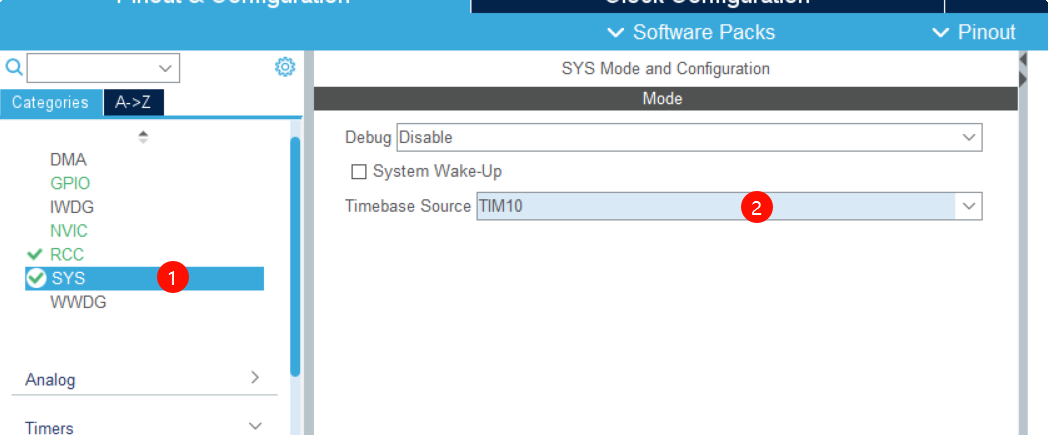 Pinout & Configuration
Clock Configuration
Software Packs
Pinout
Categories
A->Z
SYS Mode and Configuration
Mode
DMA
GPIO
IWDG
NVIC
RCC
SYS
1
WWDG
Analog
Timers
Debug Disable
System Wake-Up
Timebase Source TIM10
2